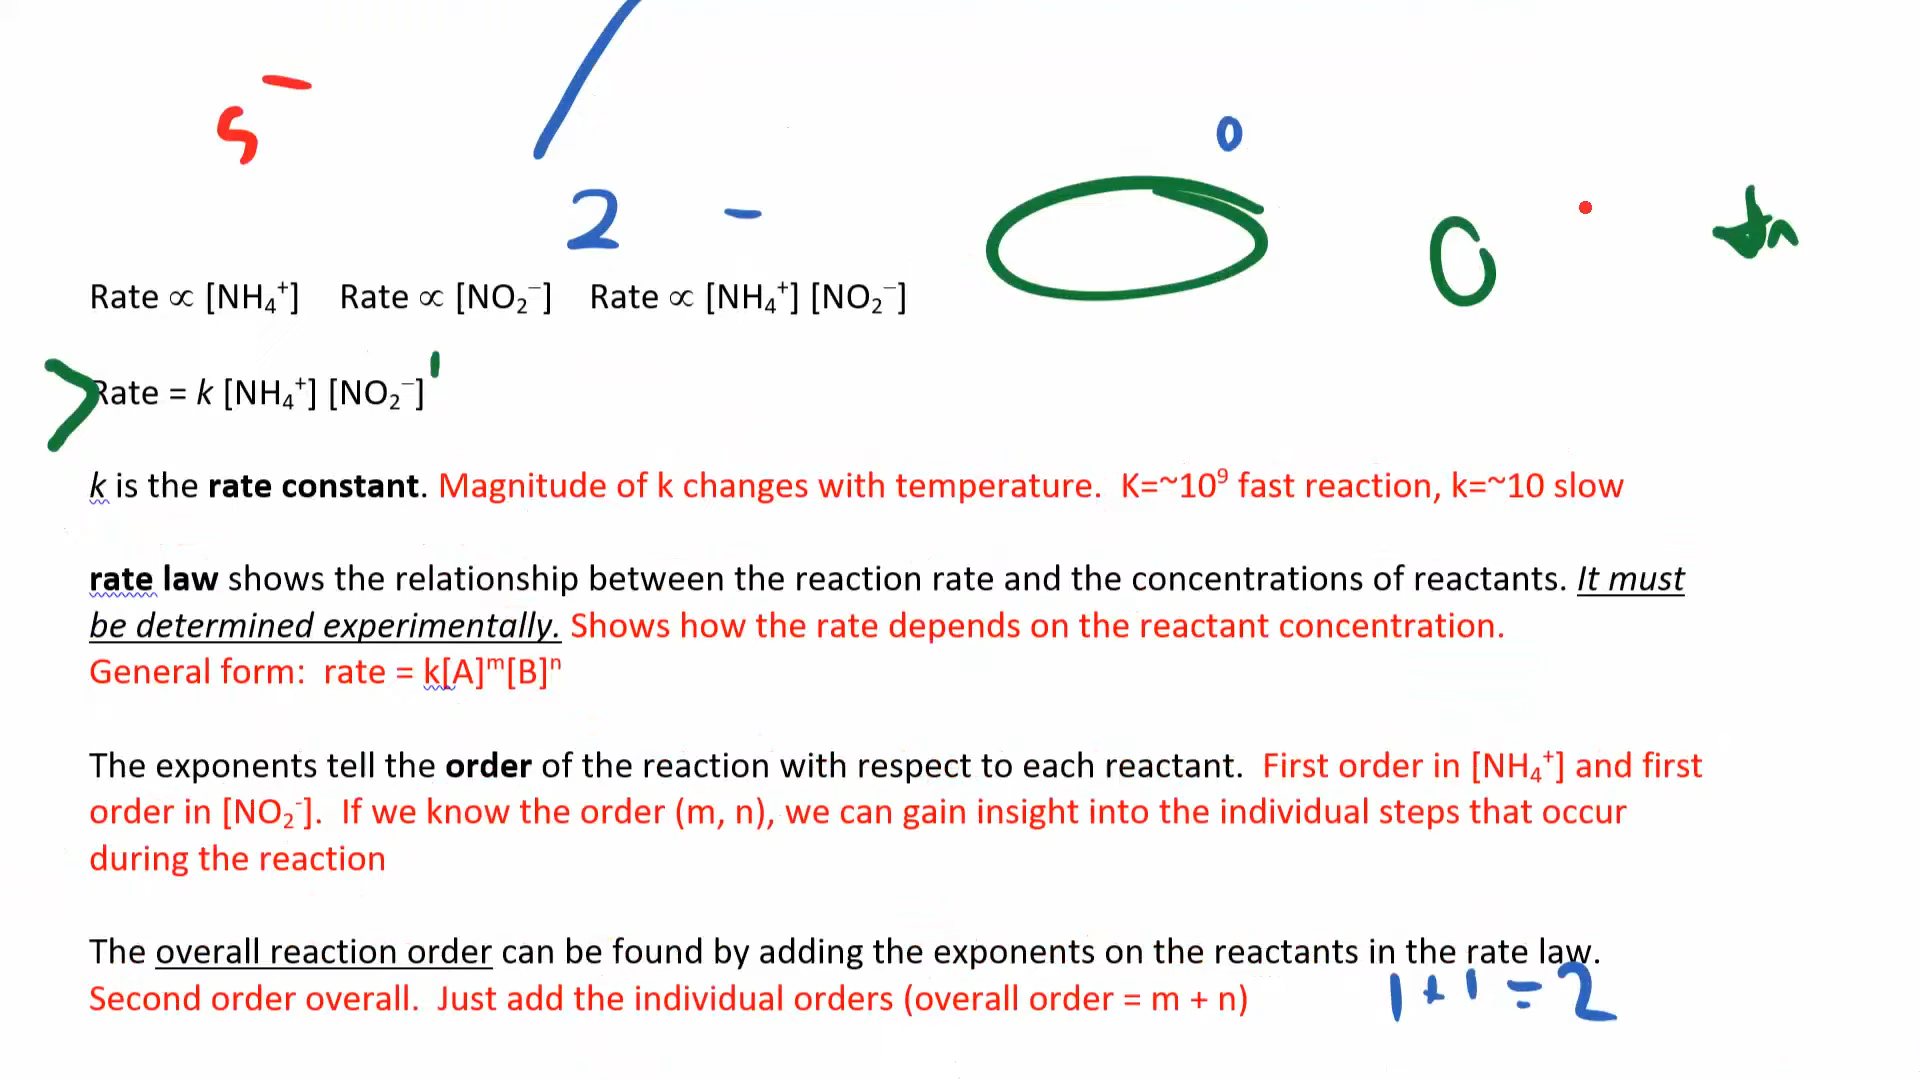 5 –
0
2 –
0
Rate ∝ [NH₄⁺] Rate ∝ [NO₂⁻] Rate ∝ [NH₄⁺] [NO₂⁻]
Rate = k [NH₄⁺] [NO₂⁻]¹
k is the rate constant. Magnitude of k changes with temperature. K=~10⁹ fast reaction, k=~10 slow
rate law shows the relationship between the reaction rate and the concentrations of reactants. It must
be determined experimentally. Shows how the rate depends on the reactant concentration.
General form: rate = k[A]ᵐ[B]ⁿ
The exponents tell the order of the reaction with respect to each reactant. First order in [NH₄⁺] and first
order in [NO₂⁻]. If we know the order (m, n), we can gain insight into the individual steps that occur
during the reaction
The overall reaction order can be found by adding the exponents on the reactants in the rate law.
Second order overall. Just add the individual orders (overall order = m + n) 1 + 1 = 2